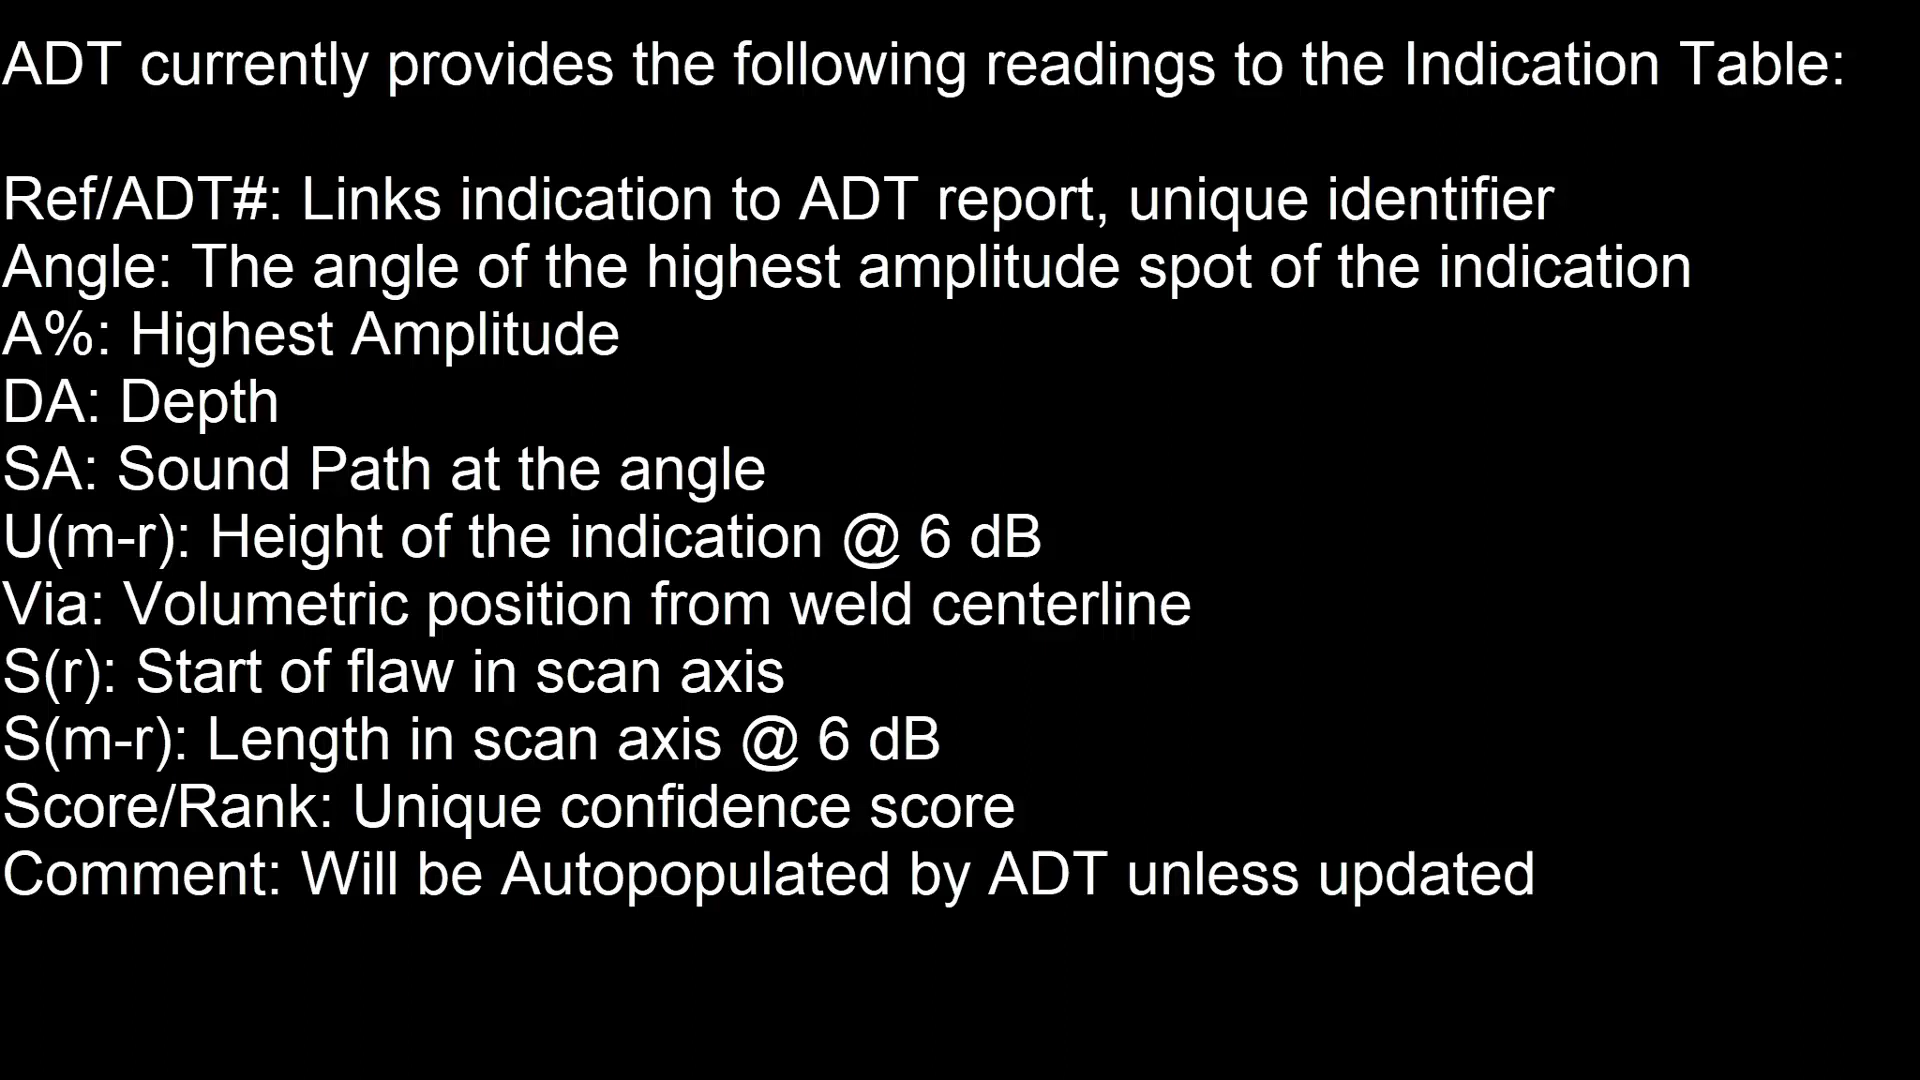 ADT currently provides the following readings to the Indication Table:
Ref/ADT#: Links indication to ADT report, unique identifier
Angle: The angle of the highest amplitude spot of the indication
A%: Highest Amplitude
DA: Depth
SA: Sound Path at the angle
U(m-r): Height of the indication @ 6 dB
Via: Volumetric position from weld centerline
S(r): Start of flaw in scan axis
S(m-r): Length in scan axis @ 6 dB
Score/Rank: Unique confidence score
Comment: Will be Autopopulated by ADT unless updated